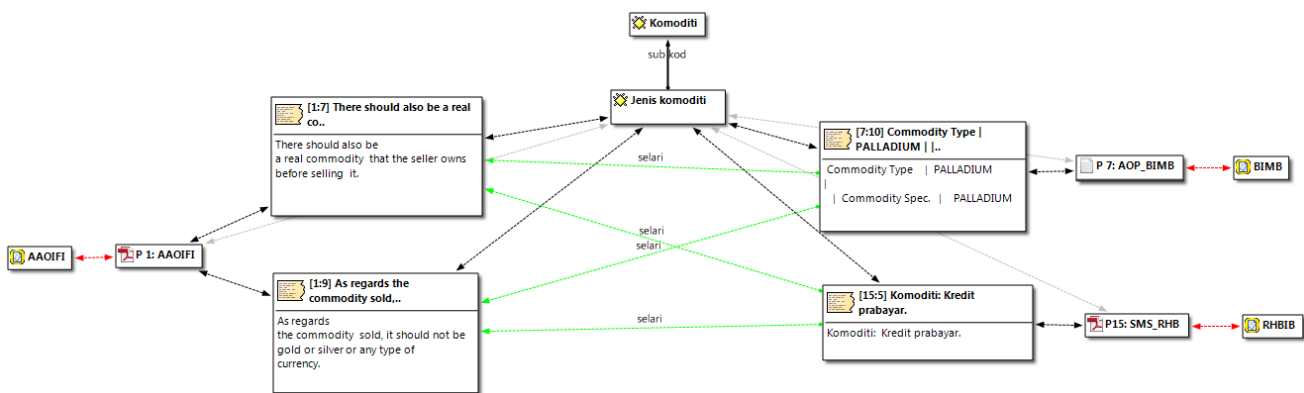 Komoditi
sub kod
Jenis komoditi
[1:7] There should also be a real
co..
There should also be
a real commodity that the seller owns
before selling it.
[7:10] Commodity Type |
PALLADIUM | |..
Commodity Type | PALLADIUM
|
| Commodity Spec. | PALLADIUM
selari
P 7: AOP_BIMB
BIMB
selari
selari
AAOIFI
P 1: AAOIFI
[1:9] As regards the
commodity sold,..
As regards
the commodity sold, it should not be
gold or silver or any type of
currency.
selari
[15:5] Komoditi: Kredit
prabayar.
Komoditi: Kredit prabayar.
P15: SMS_RHB
RHBIB